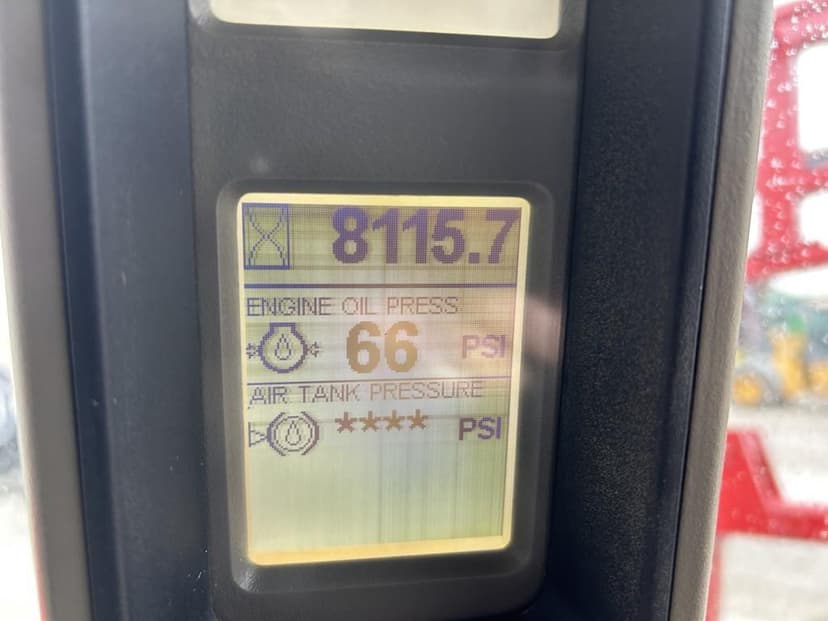 8115.7
ENGINE OIL PRESS
66 PSI
AIR TANK PRESSURE
**** PSI